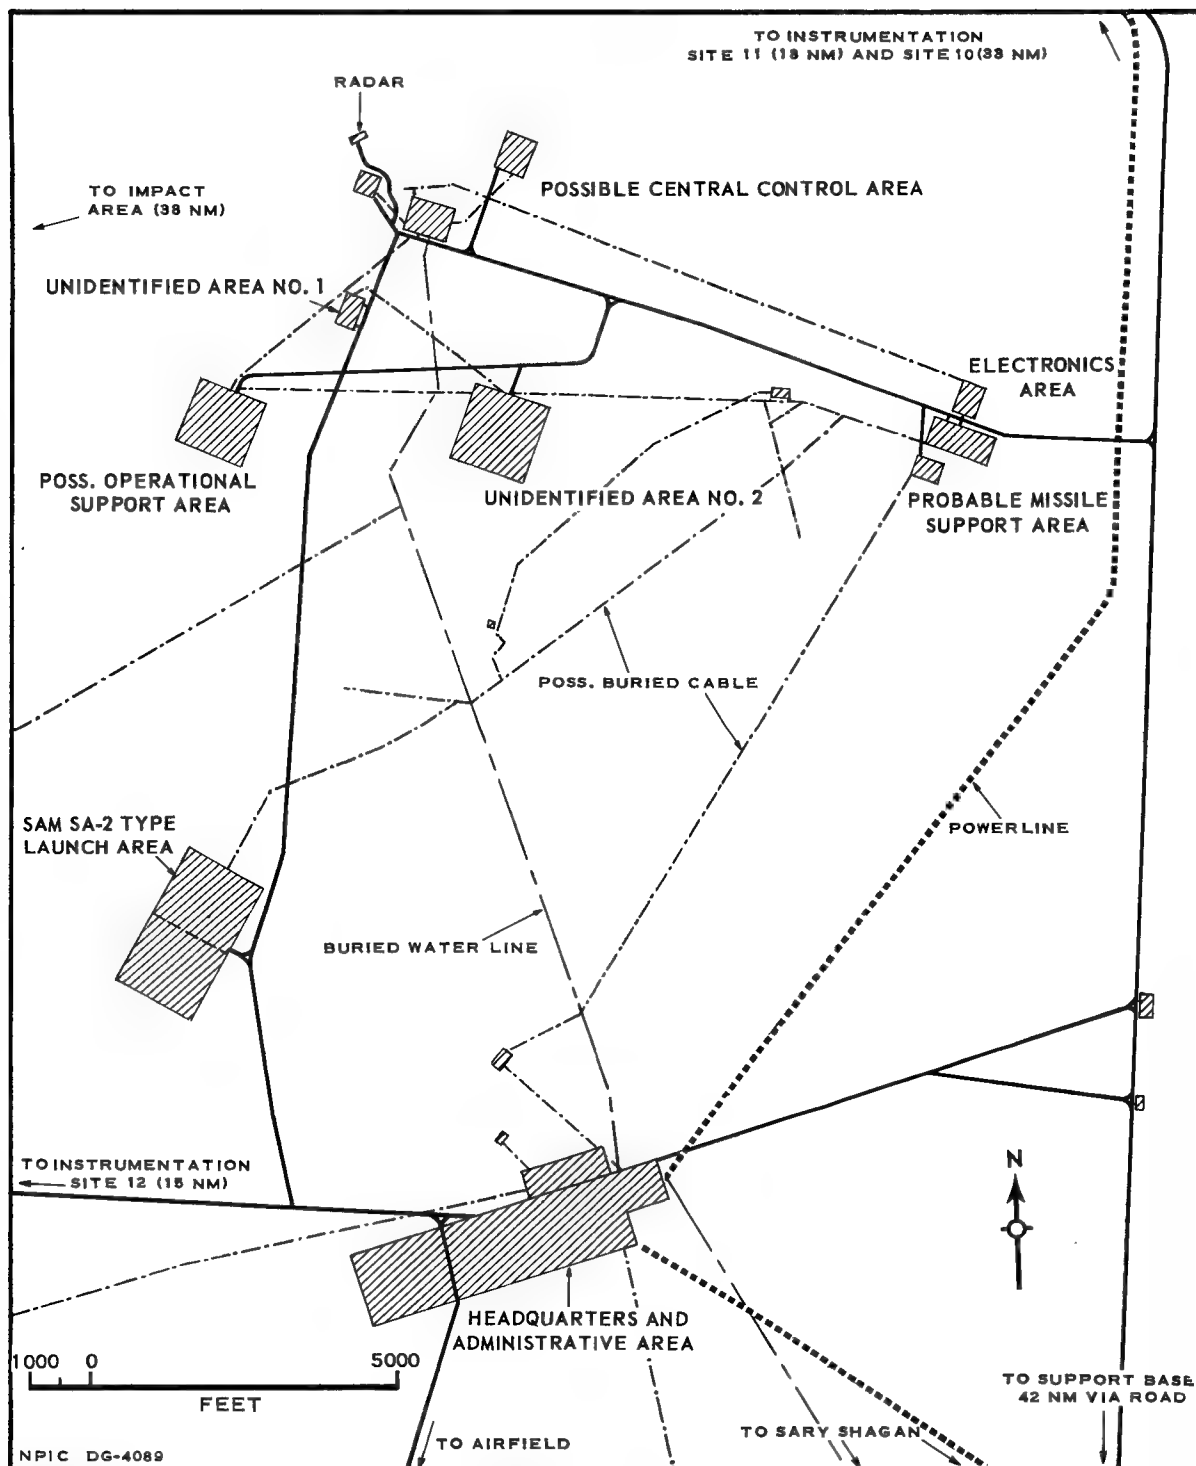 TO INSTRUMENTATION
SITE 11 (18 NM) AND SITE 10 (38 NM)
RADAR
TO IMPACT
AREA (38 NM)
POSSIBLE CENTRAL CONTROL AREA
UNIDENTIFIED AREA NO. 1
ELECTRONICS
AREA
POSS. OPERATIONAL
SUPPORT AREA
UNIDENTIFIED AREA NO. 2
PROBABLE MISSILE
SUPPORT AREA
POSS. BURIED CABLE
SAM SA-2 TYPE
LAUNCH AREA
POWERLINE
BURIED WATER LINE
TO INSTRUMENTATION
SITE 12 (15 NM)
N
HEADQUARTERS AND
ADMINISTRATIVE AREA
1000 0 5000
FEET
TO SUPPORT BASE
42 NM VIA ROAD
TO AIRFIELD
TO SARY SHAGAN
NPIC DG-4089